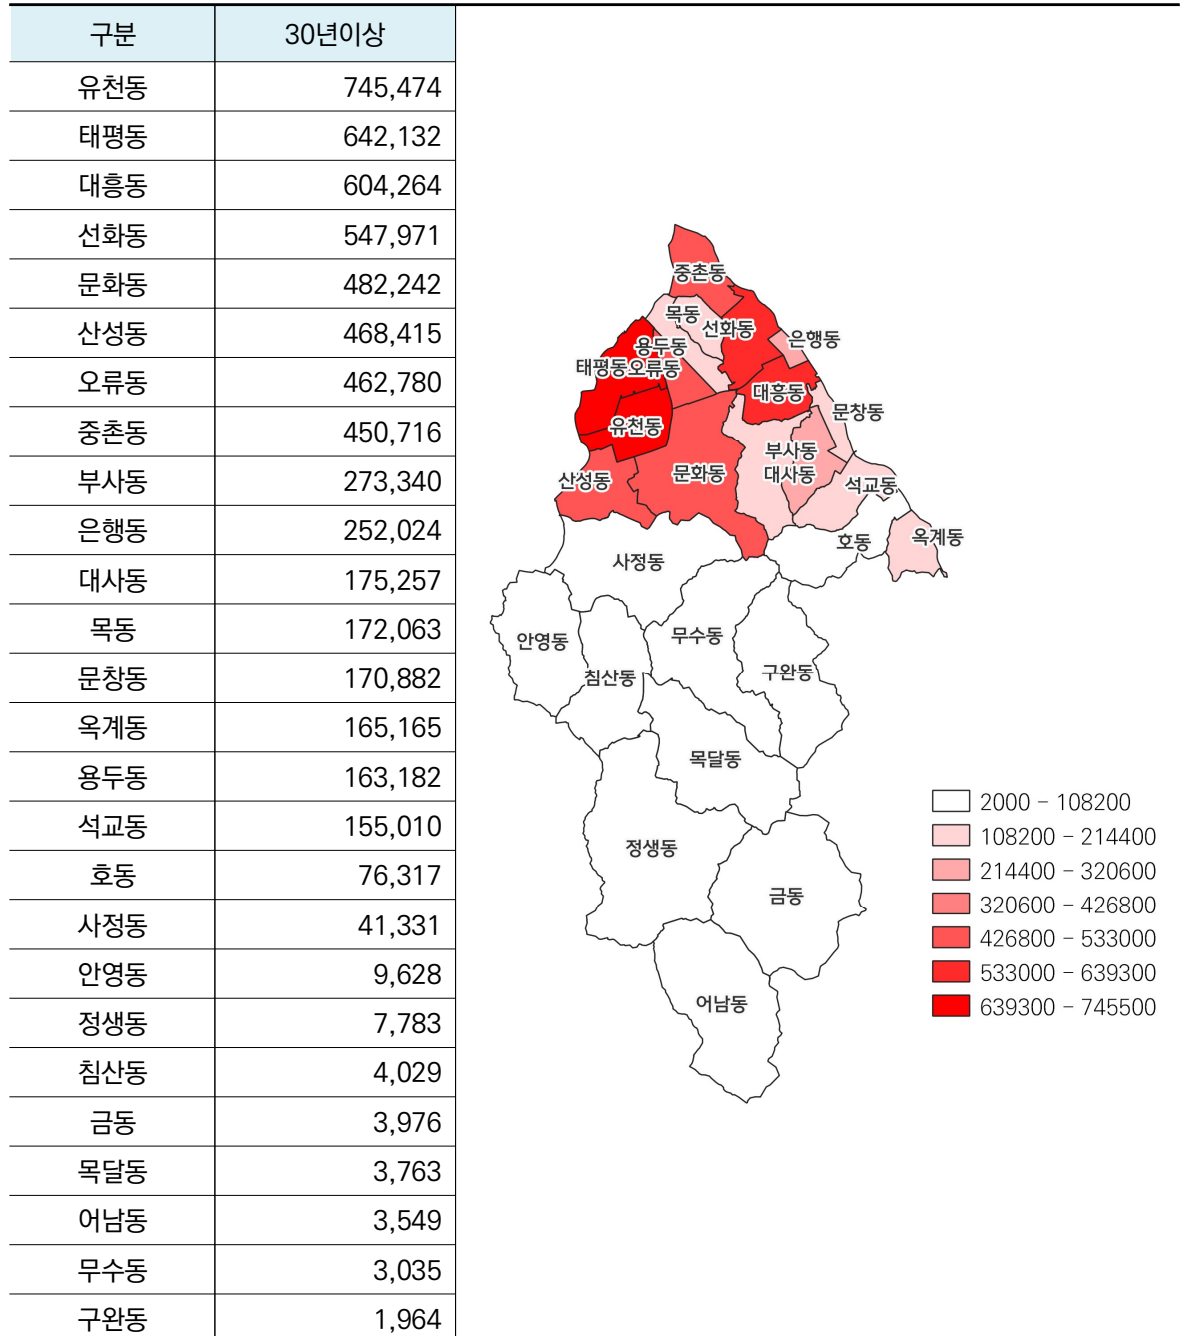 구분 30년이상
유천동 745,474
태평동 642,132
대흥동 604,264
선화동 547,971
문화동 482,242
산성동 468,415
오류동 462,780
중촌동 450,716
부사동 273,340
은행동 252,024
대사동 175,257
목동 172,063
문창동 170,882
옥계동 165,165
용두동 163,182
석교동 155,010
호동 76,317
사정동 41,331
안영동 9,628
정생동 7,783
침산동 4,029
금동 3,976
목달동 3,763
어남동 3,549
무수동 3,035
구완동 1,964
중촌동
목동
선화동
은행동
용두동
태평동
오류동
대흥동
문창동
유천동
부사동
산성동
문화동
대사동
석교동
호동
옥계동
사정동
안영동
무수동
침산동
구완동
목달동
정생동
금동
어남동
2000 - 108200
108200 - 214400
214400 - 320600
320600 - 426800
426800 - 533000
533000 - 639300
639300 - 745500